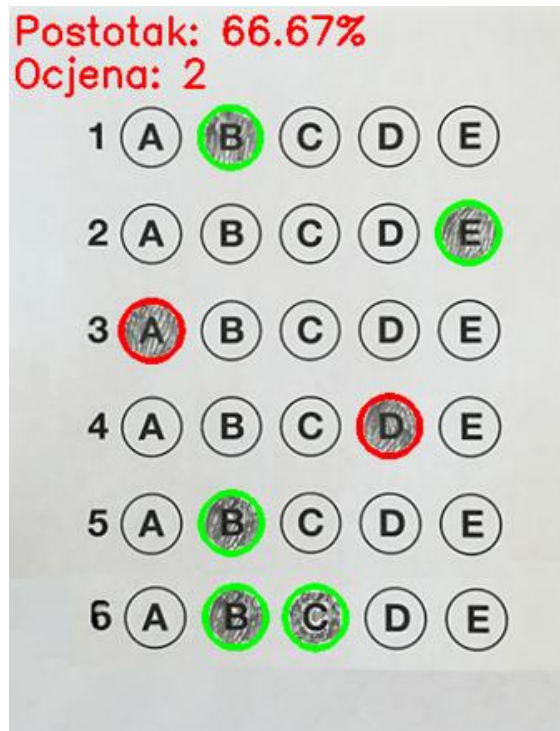 Postotak: 66.67%
Ocjena: 2
1 A B C D E
2 A B C D E
3 A B C D E
4 A B C D E
5 A B C D E
6 A B C D E